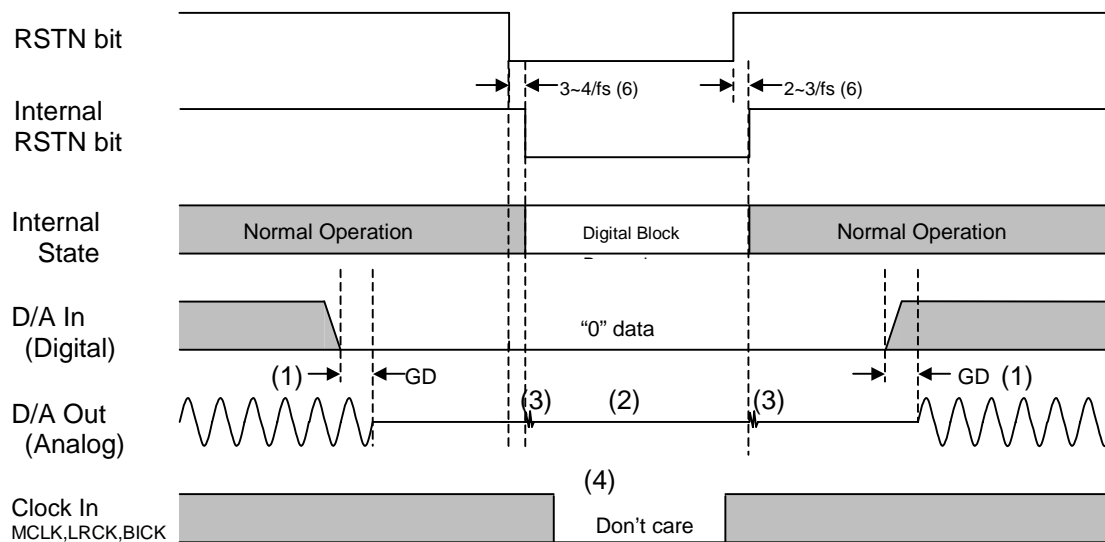 RSTN bit
3~4/fs (6)
2~3/fs (6)
Internal
RSTN bit
Internal
State
Normal Operation
Digital Block
Normal Operation
D/A In
(Digital)
“0” data
(1)
GD
GD (1)
D/A Out
(Analog)
(3)
(2)
(3)
(4)
Clock In
MCLK,LRCK,BICK
Don’t care